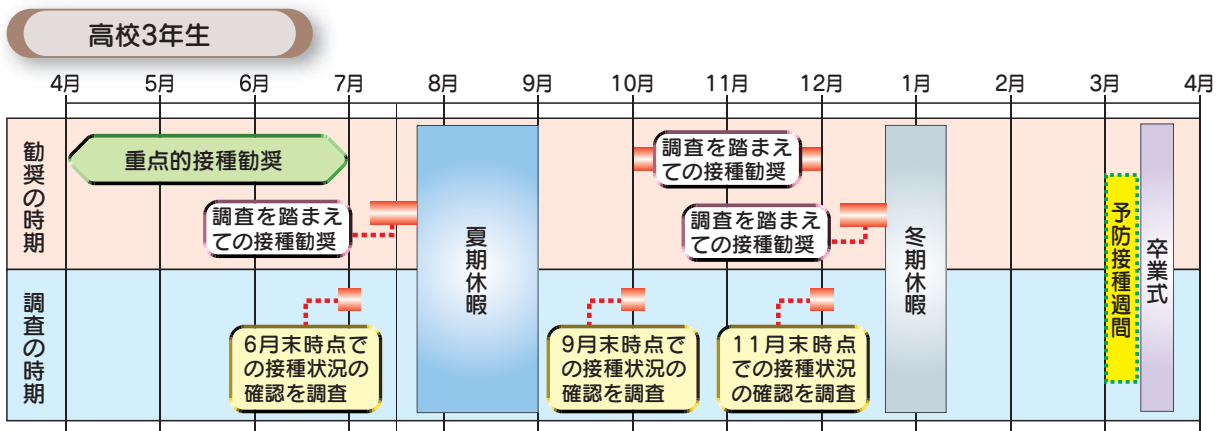 高校3年生
4月 5月 6月 7月 8月 9月 10月 11月 12月 1月 2月 3月 4月
勧奨の時期
重点的接種勧奨
調査を踏まえ
ての接種勧奨
調査を踏まえ
ての接種勧奨
調査を踏まえ
ての接種勧奨
夏期休暇
冬期休暇
予防接種週間
卒業式
調査の時期
6月末時点で
の接種状況の
確認を調査
9月末時点で
の接種状況の
確認を調査
11月末時点
での接種状況
の確認を調査